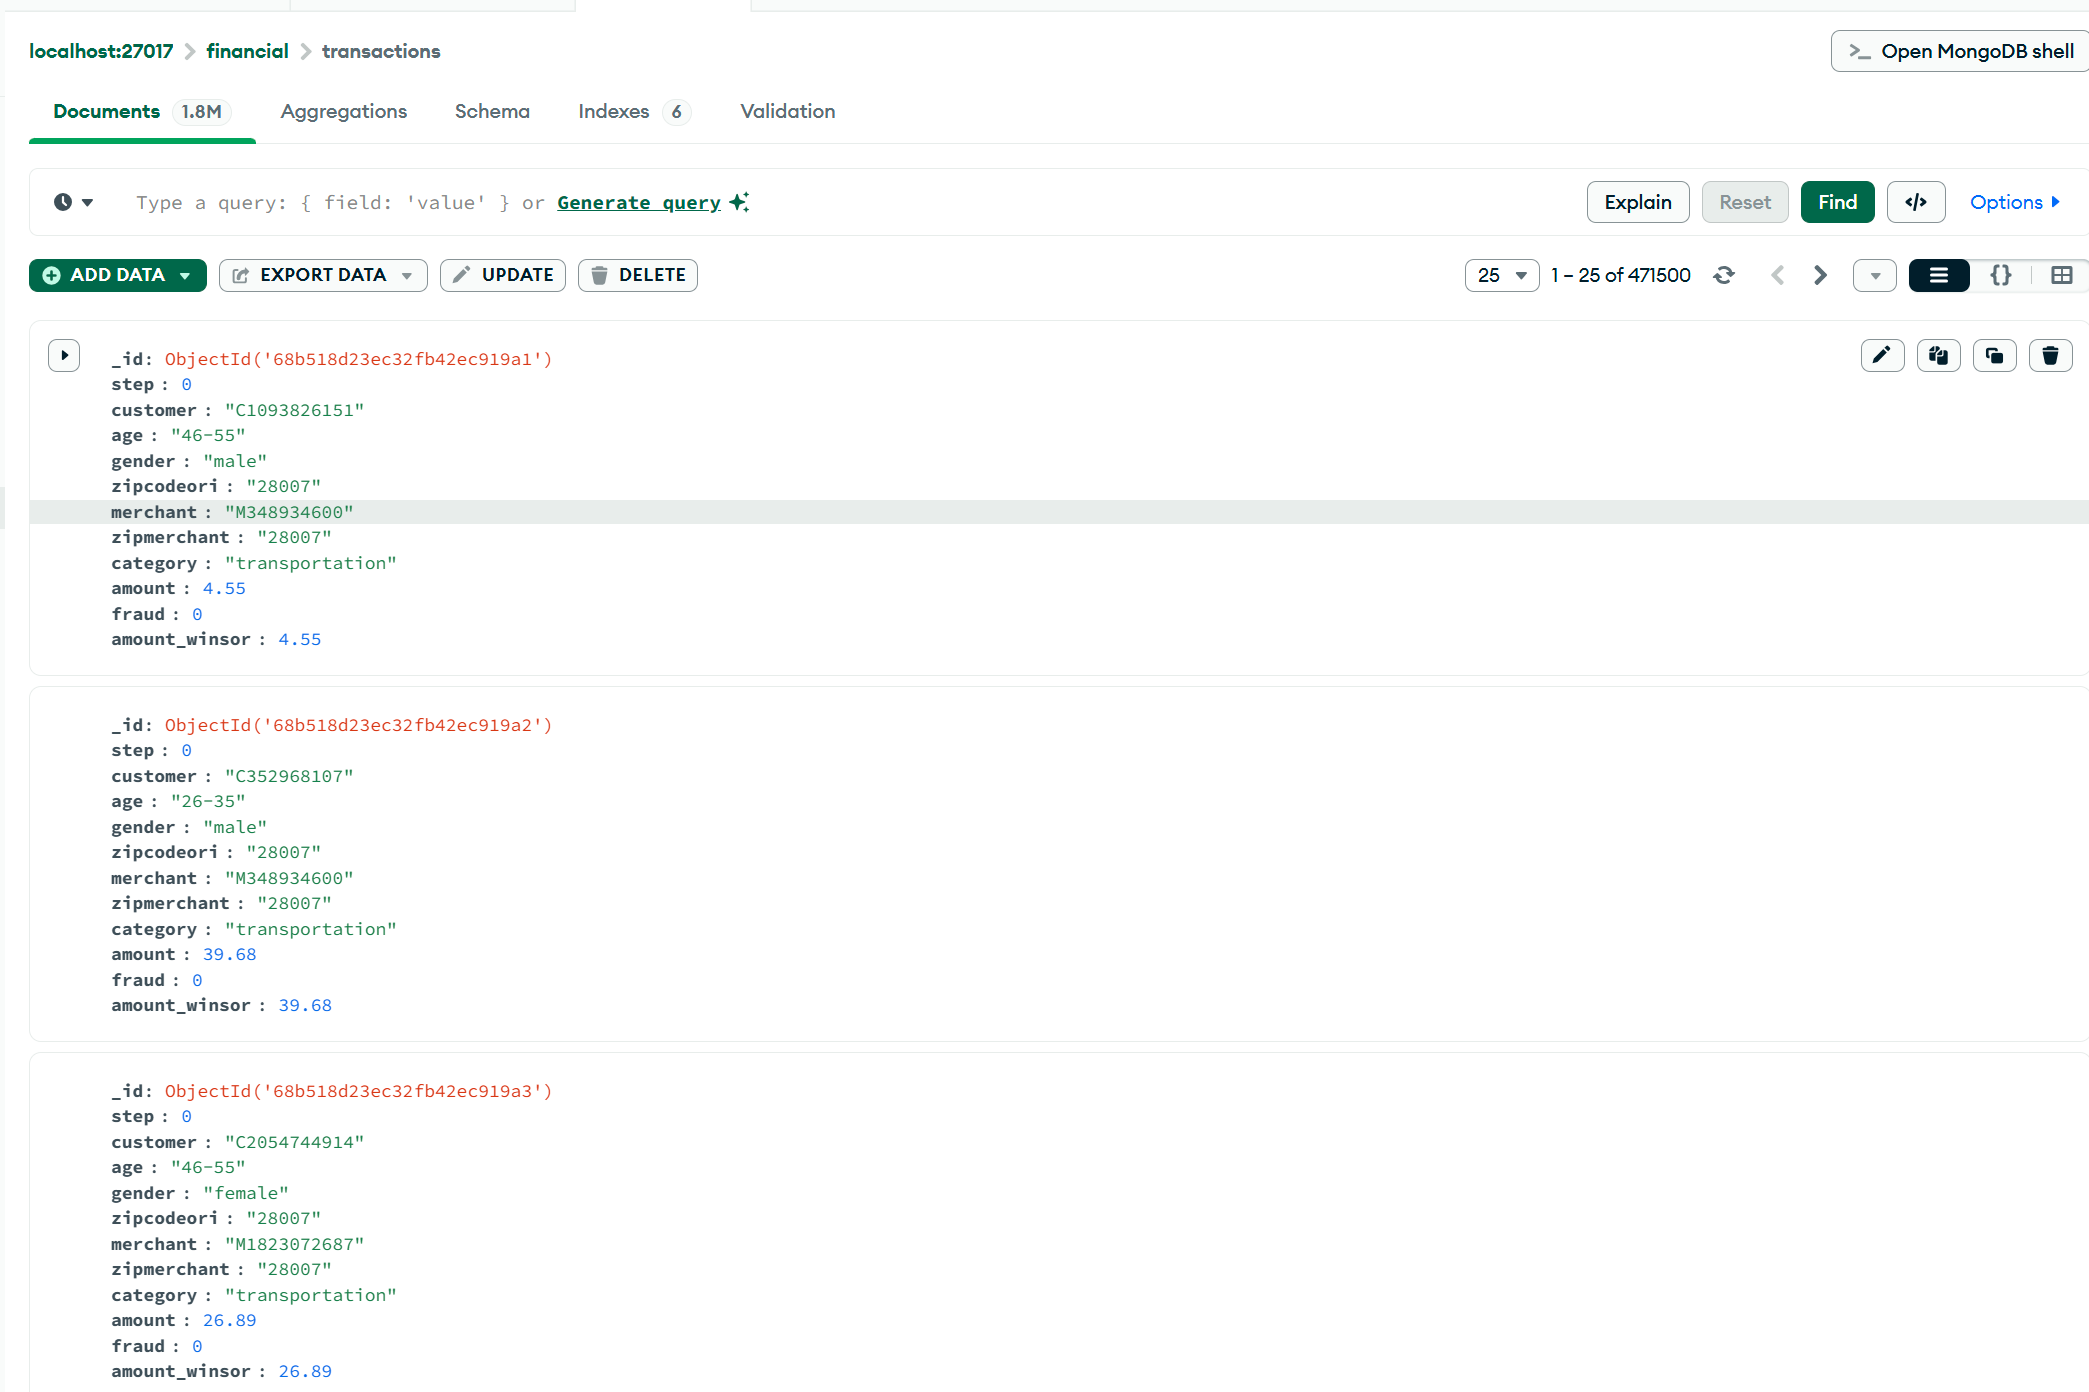 localhost:27017 > financial > transactions
>_ Open MongoDB shell
Documents 1.8M Aggregations Schema Indexes 6 Validation
Type a query: { field: 'value' } or Generate query
Explain Reset Find </> Options
ADD DATA EXPORT DATA UPDATE DELETE
25 1 – 25 of 471500 {}
_id: ObjectId('68b518d23ec32fb42ec919a1')
step : 0
customer : "C1093826151"
age : "46-55"
gender : "male"
zipcodeori : "28007"
merchant : "M348934600"
zipmerchant : "28007"
category : "transportation"
amount : 4.55
fraud : 0
amount_winsor : 4.55
_id: ObjectId('68b518d23ec32fb42ec919a2')
step : 0
customer : "C352968107"
age : "26-35"
gender : "male"
zipcodeori : "28007"
merchant : "M348934600"
zipmerchant : "28007"
category : "transportation"
amount : 39.68
fraud : 0
amount_winsor : 39.68
_id: ObjectId('68b518d23ec32fb42ec919a3')
step : 0
customer : "C2054744914"
age : "46-55"
gender : "female"
zipcodeori : "28007"
merchant : "M1823072687"
zipmerchant : "28007"
category : "transportation"
amount : 26.89
fraud : 0
amount_winsor : 26.89